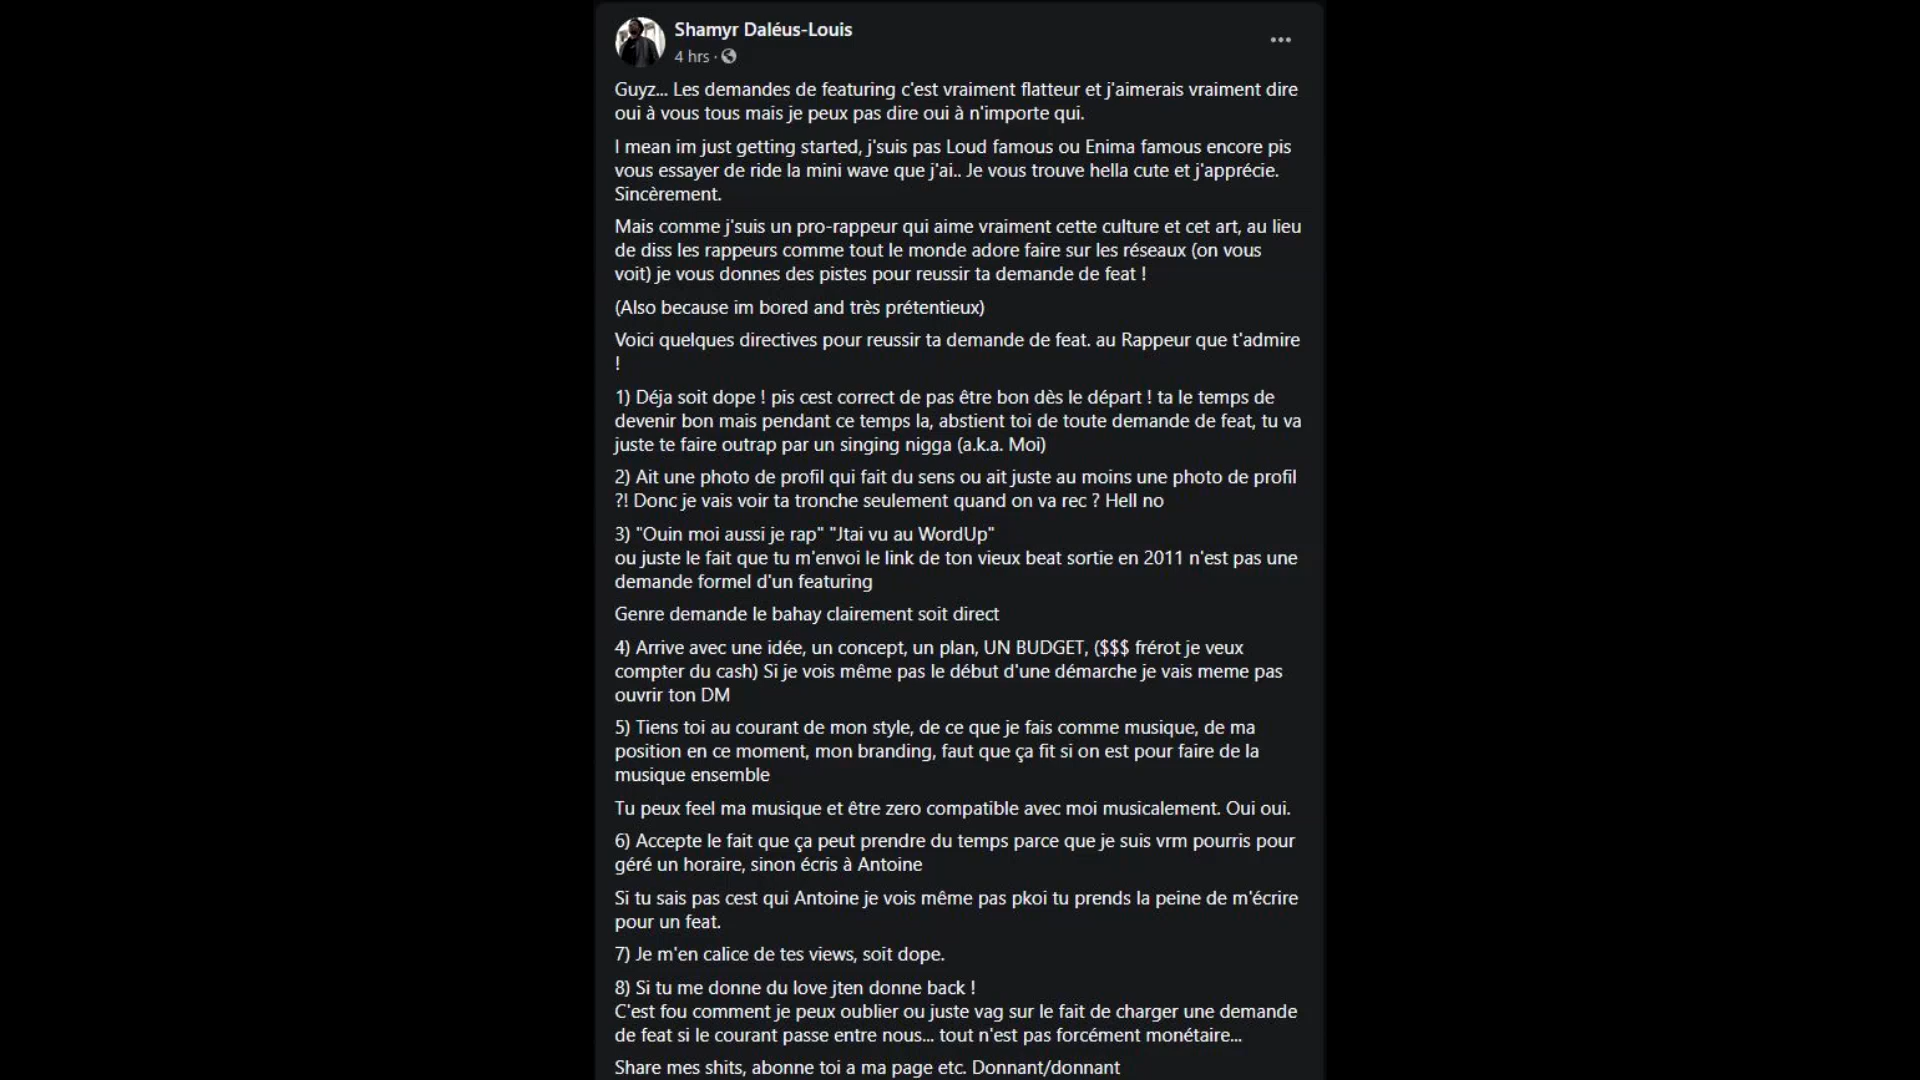 Shamyr Daléus-Louis
4 hrs ·
Guyz... Les demandes de featuring c'est vraiment flatteur et j'aimerais vraiment dire
oui à vous tous mais je peux pas dire oui à n'importe qui.
I mean im just getting started, j'suis pas Loud famous ou Enima famous encore pis
vous essayer de ride la mini wave que j'ai.. Je vous trouve hella cute et j'apprécie.
Sincèrement.
Mais comme j'suis un pro-rappeur qui aime vraiment cette culture et cet art, au lieu
de diss les rappeurs comme tout le monde adore faire sur les réseaux (on vous
voit) je vous donnes des pistes pour reussir ta demande de feat !
(Also because im bored and très prétentieux)
Voici quelques directives pour reussir ta demande de feat. au Rappeur que t'admire
!
1) Déja soit dope ! pis cest correct de pas être bon dès le départ ! ta le temps de
devenir bon mais pendant ce temps la, abstient toi de toute demande de feat, tu va
juste te faire outrap par un singing nigga (a.k.a. Moi)
2) Ait une photo de profil qui fait du sens ou ait juste au moins une photo de profil
?! Donc je vais voir ta tronche seulement quand on va rec ? Hell no
3) "Ouin moi aussi je rap" "Jtai vu au WordUp"
ou juste le fait que tu m'envoi le link de ton vieux beat sortie en 2011 n'est pas une
demande formel d'un featuring
Genre demande le bahay clairement soit direct
4) Arrive avec une idée, un concept, un plan, UN BUDGET, ($$$ frérot je veux
compter du cash) Si je vois même pas le début d'une démarche je vais meme pas
ouvrir ton DM
5) Tiens toi au courant de mon style, de ce que je fais comme musique, de ma
position en ce moment, mon branding, faut que ça fit si on est pour faire de la
musique ensemble
Tu peux feel ma musique et être zero compatible avec moi musicalement. Oui oui.
6) Accepte le fait que ça peut prendre du temps parce que je suis vrm pourris pour
géré un horaire, sinon écris à Antoine
Si tu sais pas cest qui Antoine je vois même pas pkoi tu prends la peine de m'écrire
pour un feat.
7) Je m'en calice de tes views, soit dope.
8) Si tu me donne du love jten donne back !
C'est fou comment je peux oublier ou juste vag sur le fait de charger une demande
de feat si le courant passe entre nous... tout n'est pas forcément monétaire...
Share mes shits, abonne toi a ma page etc. Donnant/donnant